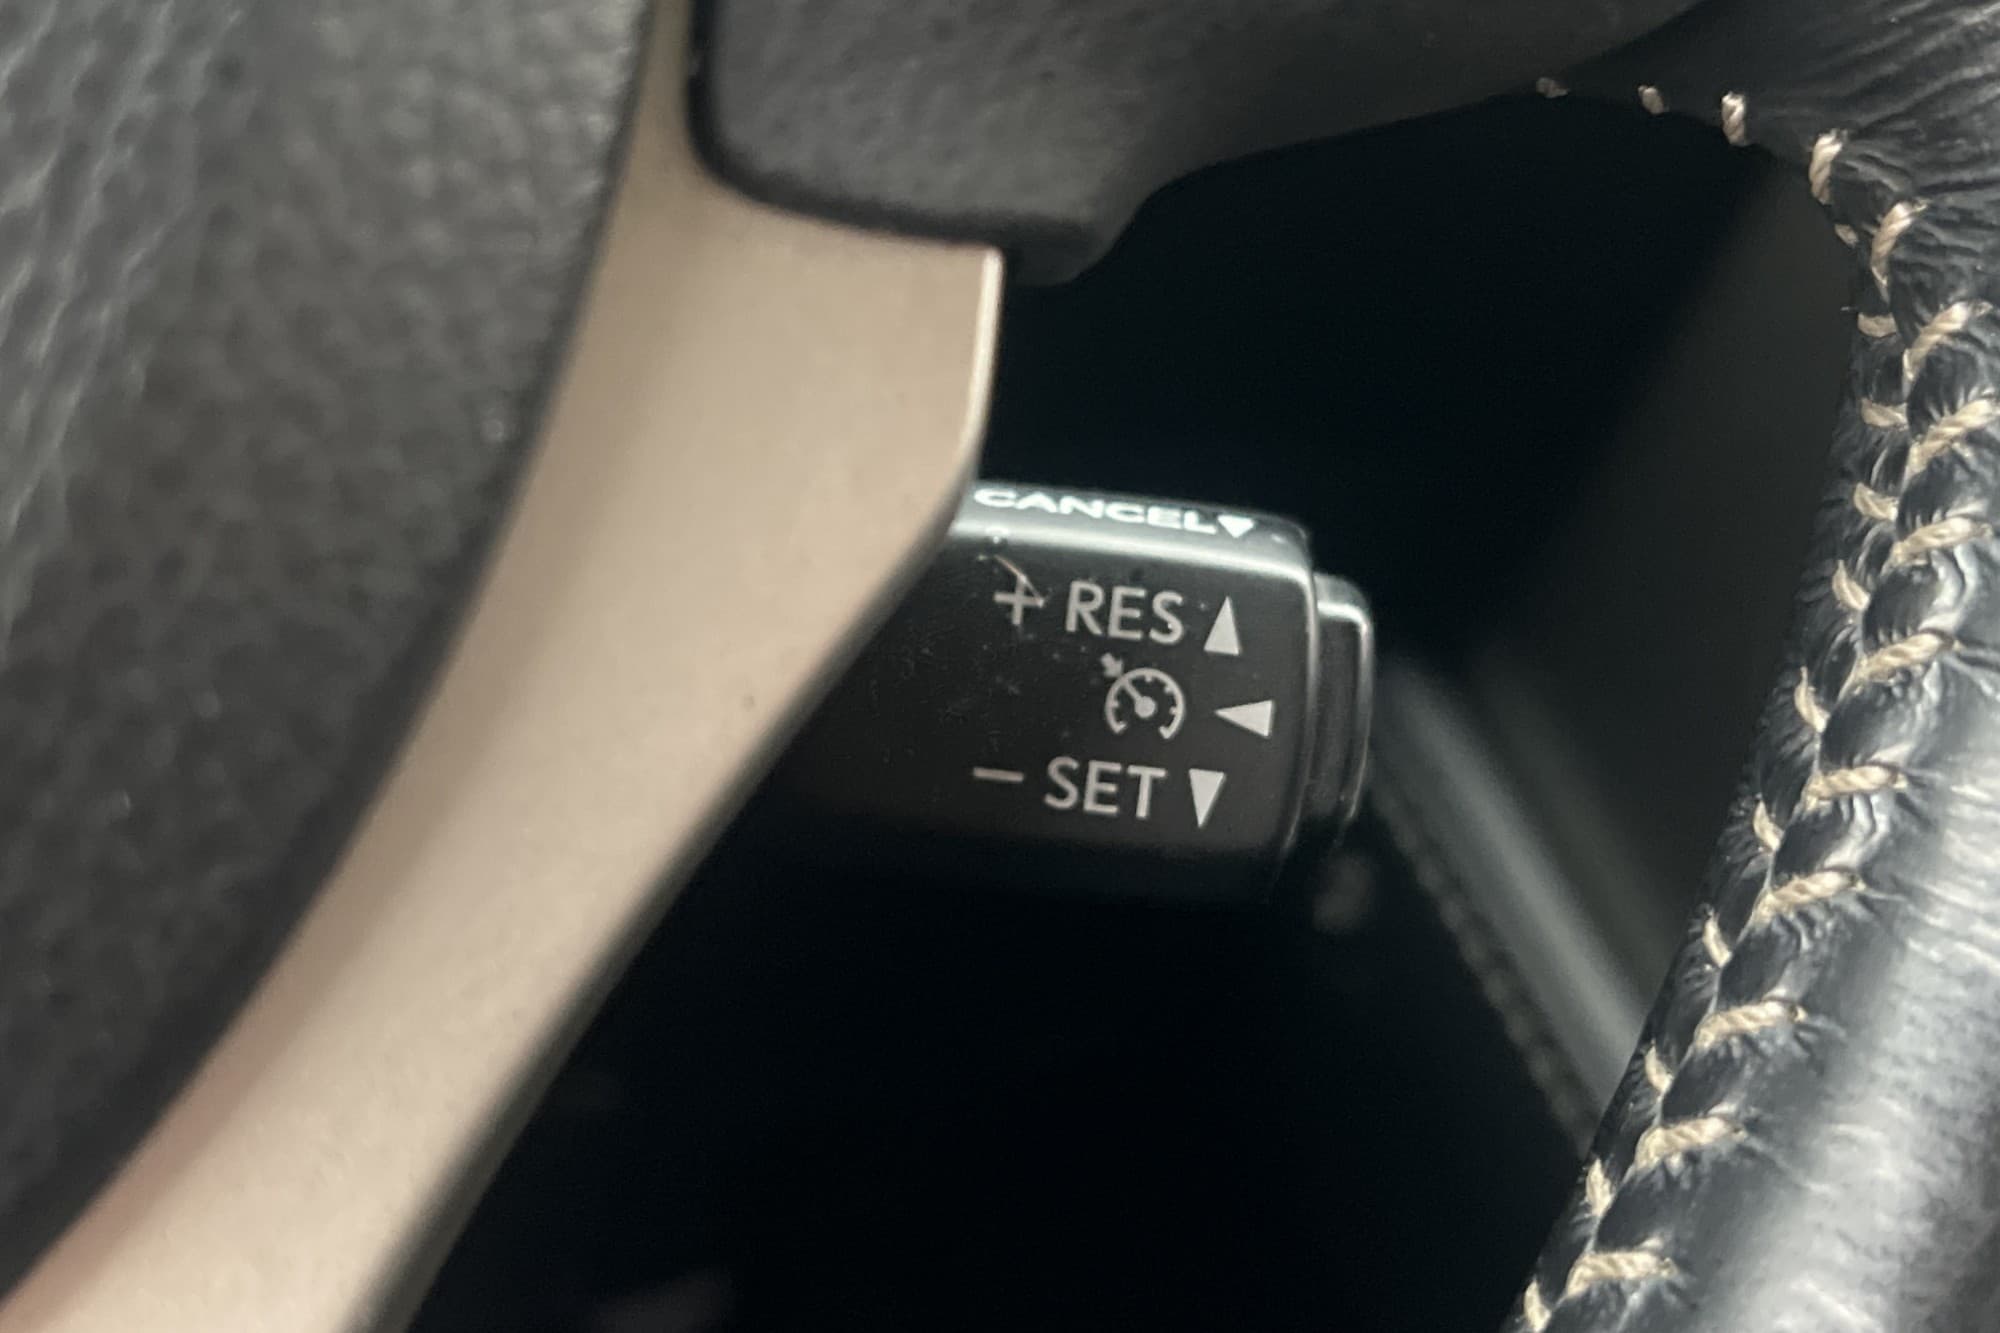 CANCEL▼
+ RES▲
◀
− SET▼